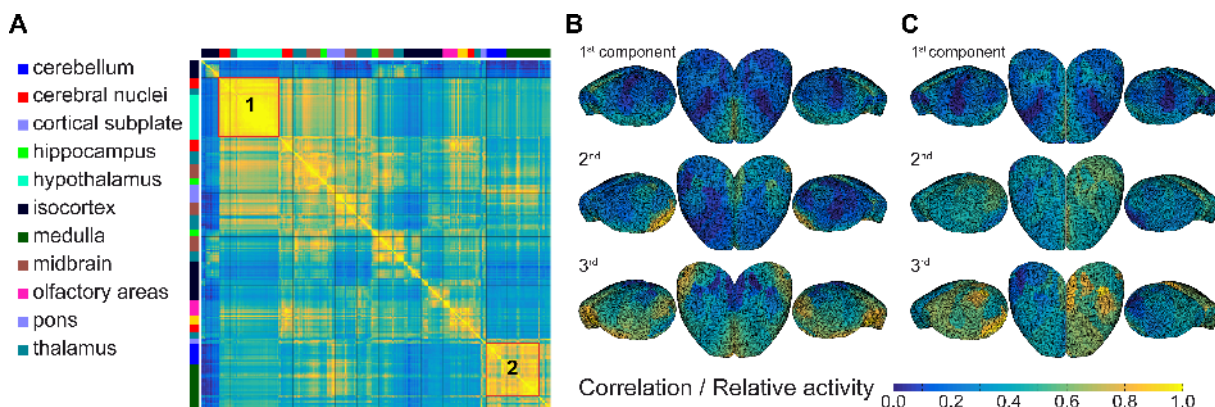 A
cerebellum
cerebral nuclei
cortical subplate
hippocampus
hypothalamus
isocortex
medulla
midbrain
olfactory areas
pons
thalamus
1
2
B
1st component
2nd
3rd
C
1st component
2nd
3rd
Correlation / Relative activity
0.0 0.2 0.4 0.6 0.8 1.0